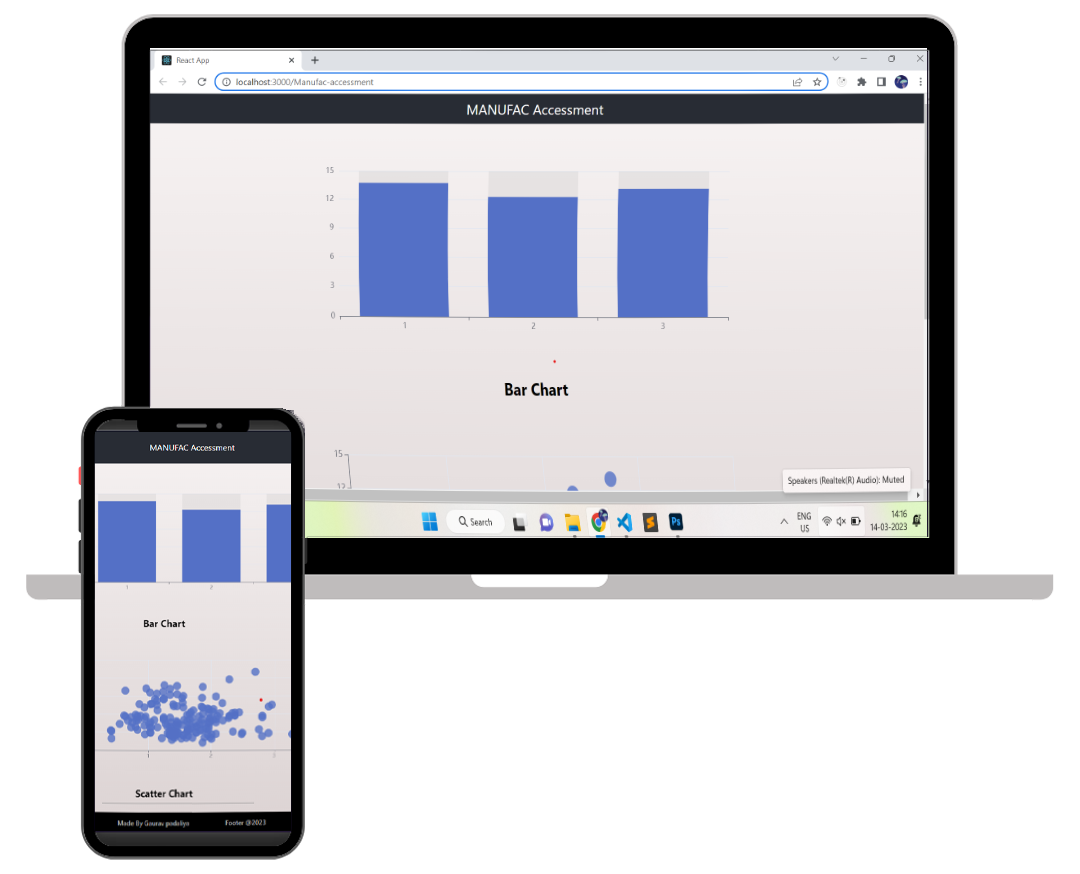 React App
localhost:3000/Manufac-accessment
MANUFAC Accessment
15
12
9
6
3
0
1 2 3
Bar Chart
15
12
Speakers (Realtek(R) Audio): Muted
Search
Ps
ENG
US
14:16
14-03-2023
MANUFAC Accessment
1 2
Bar Chart
1 2 3
Scatter Chart
Made By Gourav podoliya Footer @2023